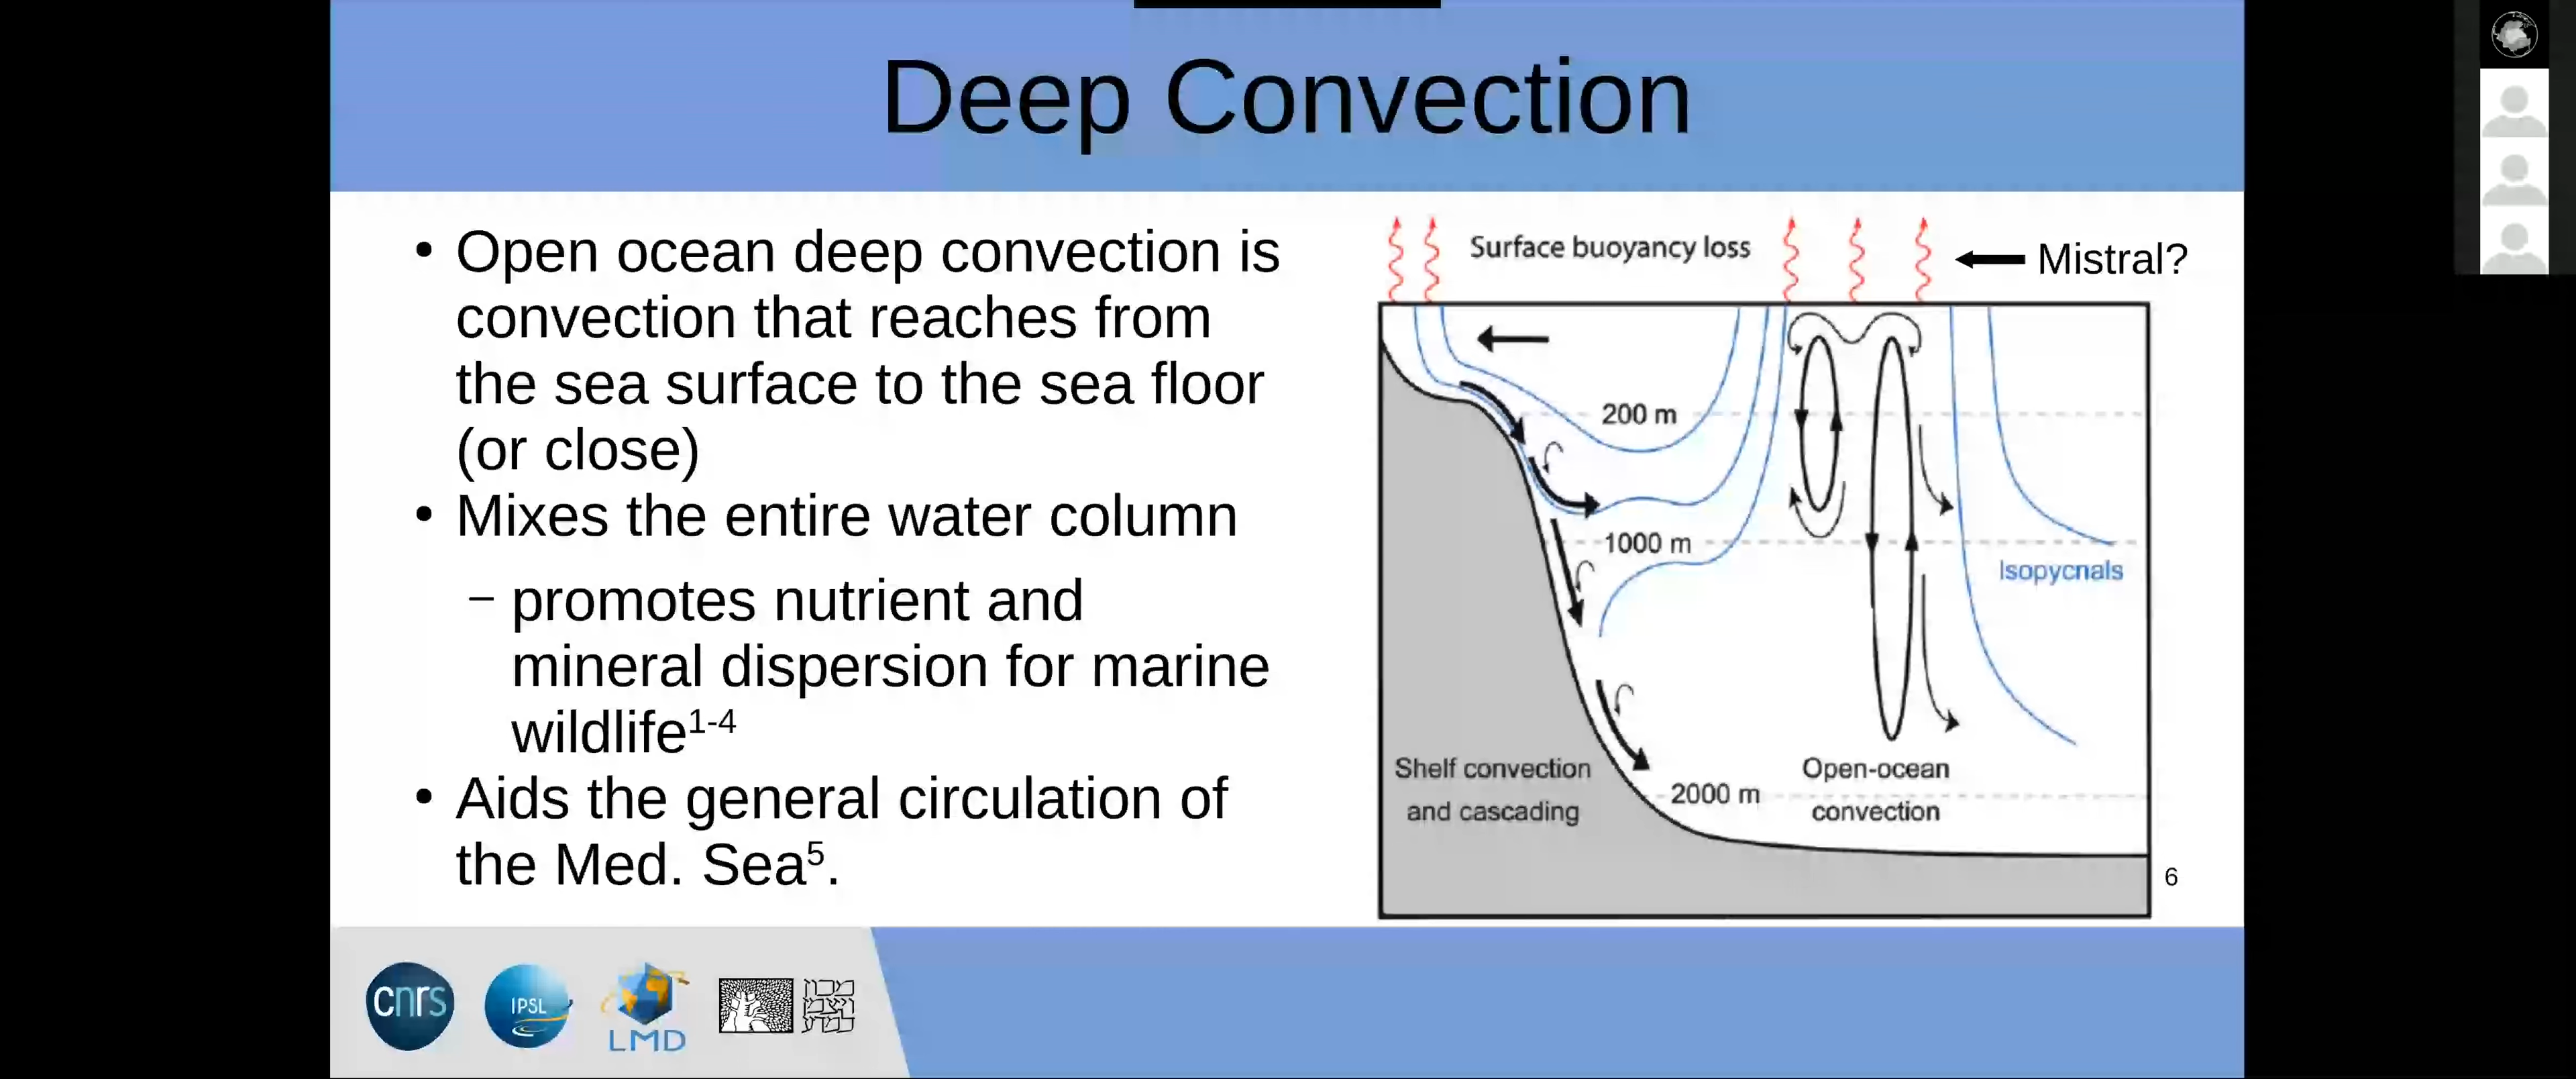 Deep Convection
• Open ocean deep convection is
convection that reaches from
the sea surface to the sea floor
(or close)
• Mixes the entire water column
– promotes nutrient and
mineral dispersion for marine
wildlife1-4
• Aids the general circulation of
the Med. Sea5.
Surface buoyancy loss
Mistral?
200 m
1000 m
Isopycnals
Shelf convection
and cascading
2000 m
Open-ocean
convection
6
cnrs
IPSL
LMD
מכון
ויצמן
למדע